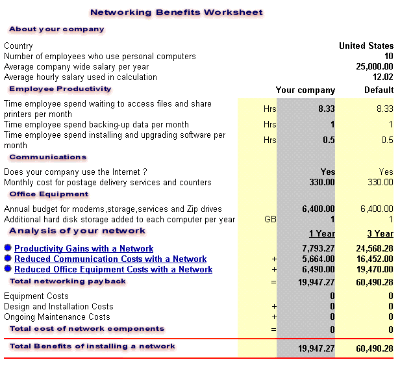 Networking Benefits Worksheet
About your company
Country United States
Number of employees who use personal computers 10
Average company wide salary per year 25,000.00
Average hourly salary used in calculation 12.02
Employee Productivity Your company Default
Time employee spend waiting to access files and share printers per month Hrs 8.33 8.33
Time employee spend backing-up data per month Hrs 1 1
Time employee spend installing and upgrading software per month Hrs 0.5 0.5
Communications
Does your company use the Internet ? Yes Yes
Monthly cost for postage delivery services and counters 330.00 330.00
Office Equipment
Annual budget for modems,storage,services and Zip drives 6,400.00 6,400.00
Additional hard disk storage added to each computer per year GB 1 1
Analysis of your network 1 Year 3 Year
Productivity Gains with a Network 7,793.27 24,568.28
Reduced Communication Costs with a Network + 5,664.00 16,452.00
Reduced Office Equipment Costs with a Network + 6,490.00 19,470.00
Total networking payback = 19,947.27 60,490.28
Equipment Costs 0 0
Design and Installation Costs + 0 0
Ongoing Maintenance Costs + 0 0
Total cost of network components = 0 0
Total Benefits of installing a network 19,947.27 60,490.28